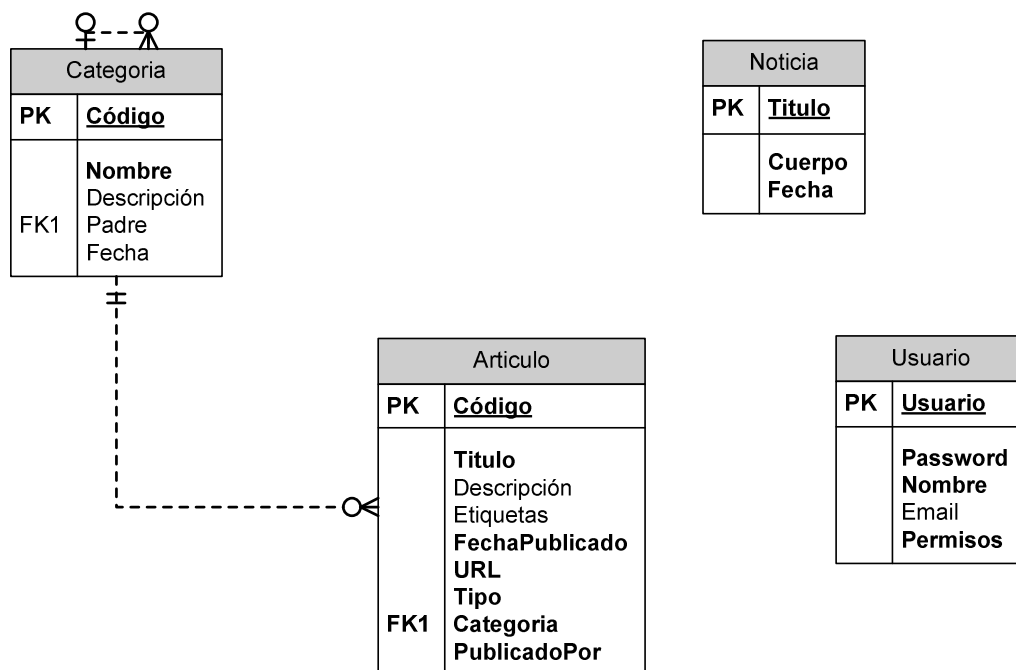 Categoria
PK Código
Nombre
Descripción
FK1 Padre
Fecha
Noticia
PK Titulo
Cuerpo
Fecha
Articulo
PK Código
Titulo
Descripción
Etiquetas
FechaPublicado
URL
Tipo
FK1 Categoria
PublicadoPor
Usuario
PK Usuario
Password
Nombre
Email
Permisos